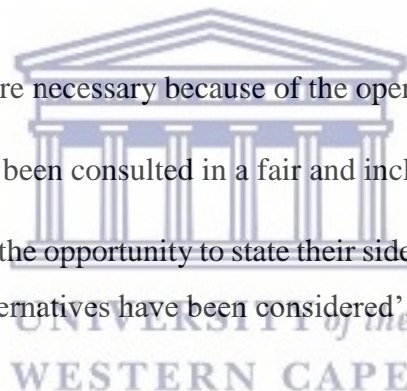 re necessary because of the oper
been consulted in a fair and incl
the opportunity to state their side
ernatives have been considered’
UNIVERSITY of the
WESTERN CAPE